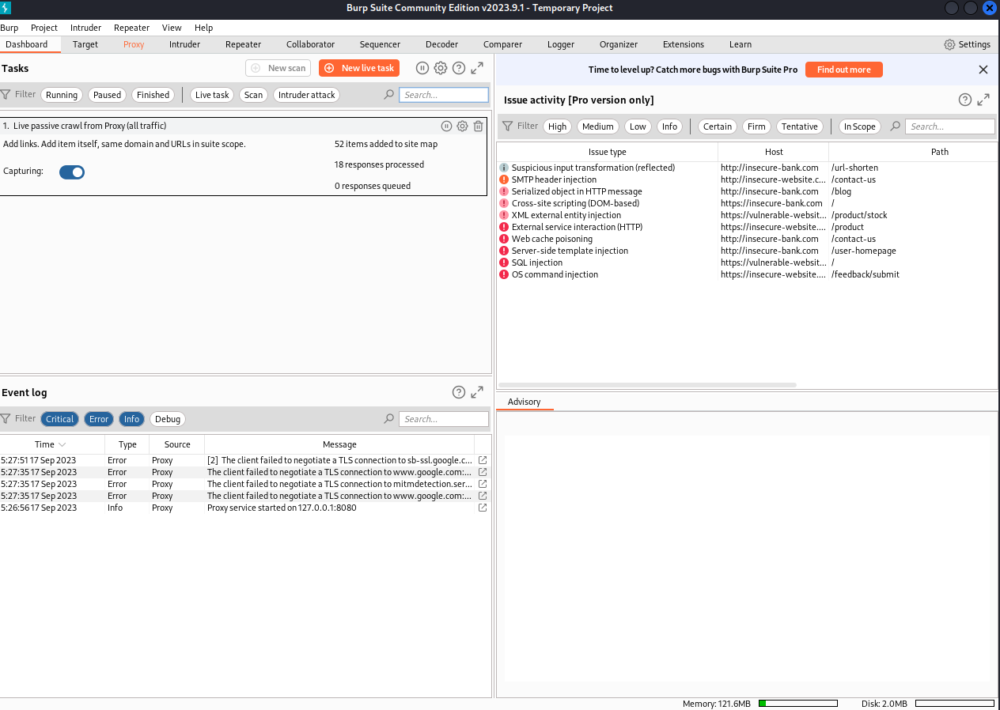 Burp Suite Community Edition v2023.9.1 - Temporary Project
Burp Project Intruder Repeater View Help
Dashboard Target Proxy Intruder Repeater Collaborator Sequencer Decoder Comparer Logger Organizer Extensions Learn Settings
Tasks New scan New live task
Filter Running Paused Finished Live task Scan Intruder attack Search...
1. Live passive crawl from Proxy (all traffic)
Add links. Add item itself, same domain and URLs in suite scope. 52 items added to site map
18 responses processed
Capturing:
0 responses queued
Time to level up? Catch more bugs with Burp Suite Pro Find out more
Issue activity [Pro version only]
Filter High Medium Low Info Certain Firm Tentative In Scope Search...
Issue type Host Path
Suspicious input transformation (reflected) http://insecure-bank.com /url-shorten
SMTP header injection http://insecure-website.c... /contact-us
Serialized object in HTTP message http://insecure-bank.com /blog
Cross-site scripting (DOM-based) https://insecure-bank.com /
XML external entity injection https://vulnerable-websit... /product/stock
External service interaction (HTTP) https://insecure-website.... /product
Web cache poisoning http://insecure-bank.com /contact-us
Server-side template injection http://insecure-bank.com /user-homepage
SQL injection https://vulnerable-websit... /
OS command injection https://insecure-website.... /feedback/submit
Event log
Filter Critical Error Info Debug Search...
Time Type Source Message
5:27:51 17 Sep 2023 Error Proxy [2] The client failed to negotiate a TLS connection to sb-ssl.google.c...
5:27:35 17 Sep 2023 Error Proxy The client failed to negotiate a TLS connection to www.google.com:...
5:27:35 17 Sep 2023 Error Proxy The client failed to negotiate a TLS connection to mitmdetection.ser...
5:27:35 17 Sep 2023 Error Proxy The client failed to negotiate a TLS connection to www.google.com:...
5:26:56 17 Sep 2023 Info Proxy Proxy service started on 127.0.0.1:8080
Advisory
Memory: 121.6MB Disk: 2.0MB